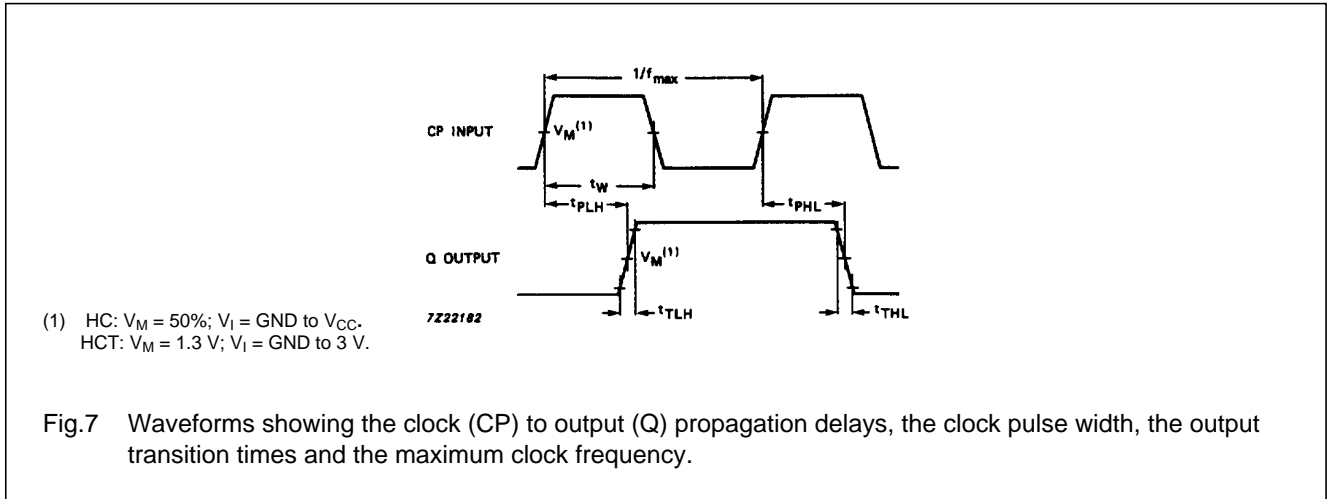 1/fmax
CP INPUT
VM(1)
tW
tPLH
tPHL
Q OUTPUT
VM(1)
tTLH
tTHL
7Z22182
(1) HC: VM = 50%; VI = GND to VCC.
HCT: VM = 1.3 V; VI = GND to 3 V.
Fig.7 Waveforms showing the clock (CP) to output (Q) propagation delays, the clock pulse width, the output
transition times and the maximum clock frequency.